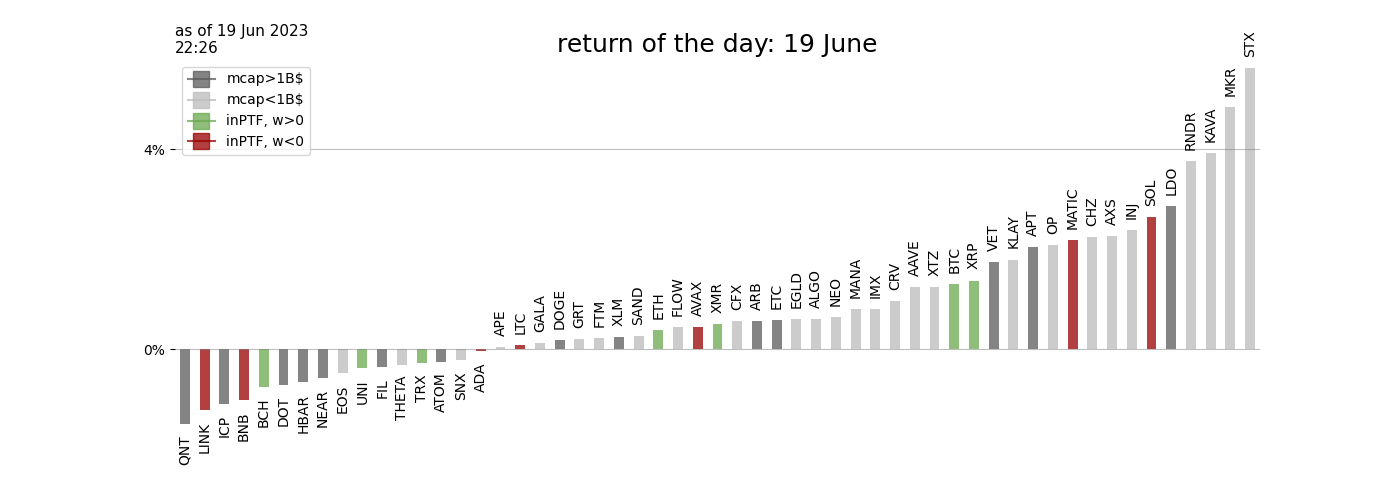 as of 19 Jun 2023
22:26
return of the day: 19 June
mcap>1B$
mcap<1B$
inPTF, w>0
inPTF, w<0
4%
0%
QNT
LINK
ICP
BNB
BCH
DOT
HBAR
NEAR
EOS
UNI
FIL
THETA
TRX
ATOM
SNX
ADA
APE
LTC
GALA
DOGE
GRT
FTM
XLM
SAND
ETH
FLOW
AVAX
XMR
CFX
ARB
ETC
EGLD
ALGO
NEO
MANA
IMX
CRV
AAVE
XTZ
BTC
XRP
VET
KLAY
APT
OP
MATIC
CHZ
AXS
INJ
SOL
LDO
RNDR
KAVA
MKR
STX